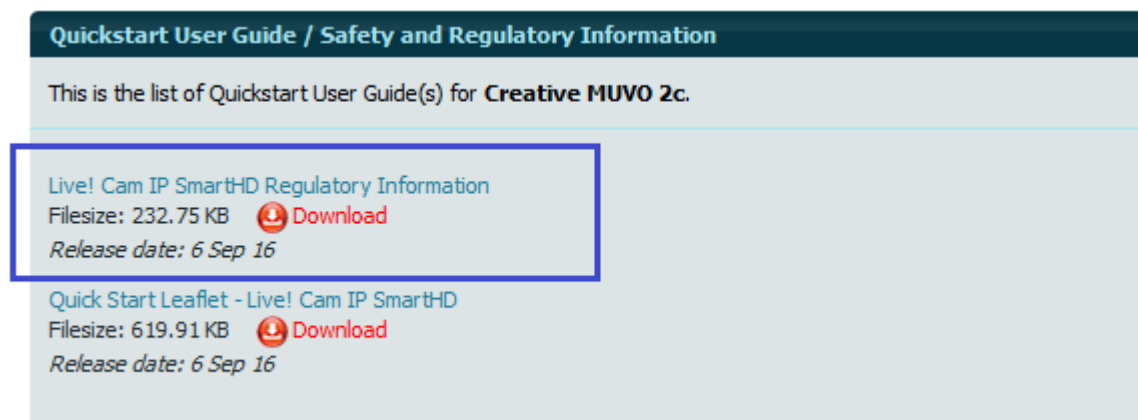 Quickstart User Guide / Safety and Regulatory Information
This is the list of Quickstart User Guide(s) for Creative MUVO 2c.
Live! Cam IP SmartHD Regulatory Information
Filesize: 232.75 KB Download
Release date: 6 Sep 16
Quick Start Leaflet - Live! Cam IP SmartHD
Filesize: 619.91 KB Download
Release date: 6 Sep 16